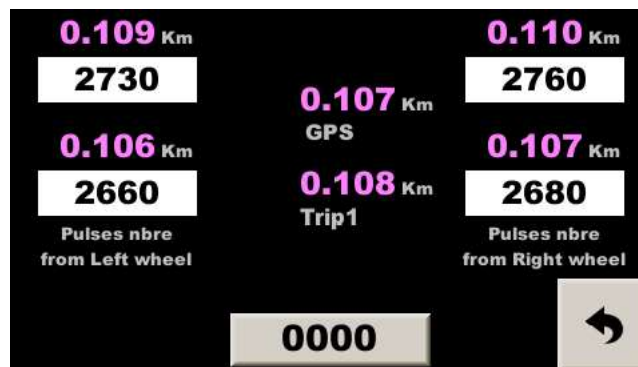 0.109 Km
2730
0.106 Km
2660
Pulses nbre
from Left wheel
0.107 Km
GPS
0.108 Km
Trip1
0.110 Km
2760
0.107 Km
2680
Pulses nbre
from Right wheel
0000